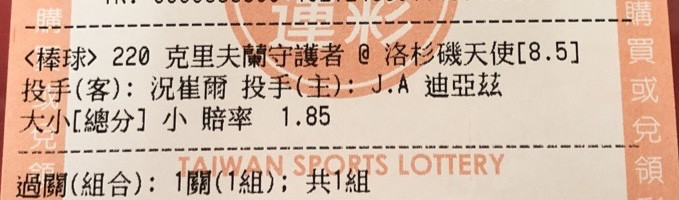 運彩
<棒球> 220 克里夫蘭守護者 @ 洛杉磯天使[8.5]
投手(客): 況崔爾 投手(主): J.A 迪亞茲
大小[總分] 小 賠率 1.85
TAIWAN SPORTS LOTTERY
過關(組合): 1關(1組); 共1組
購買或兌領